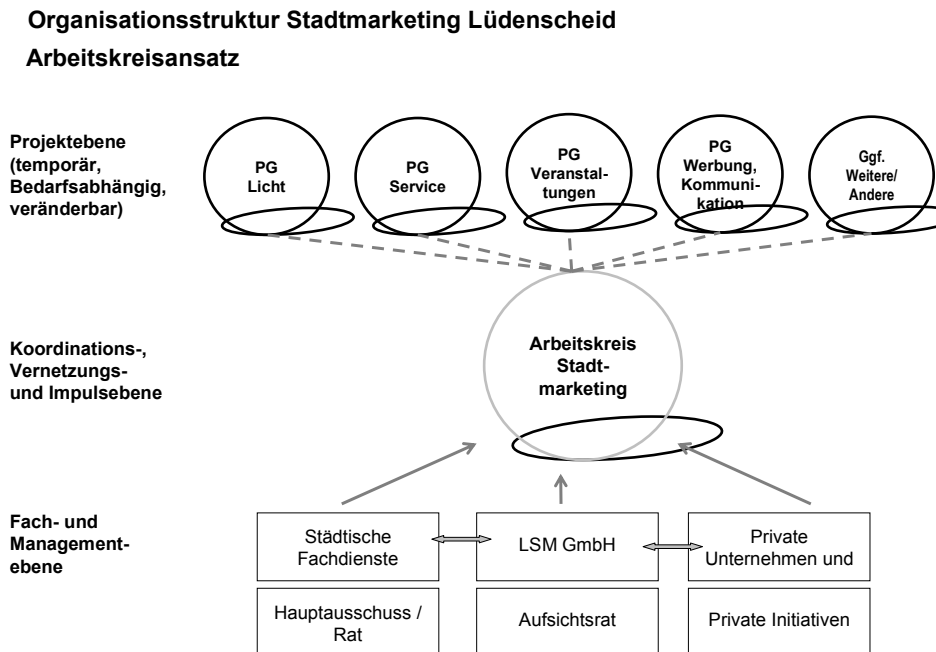 Organisationsstruktur Stadtmarketing Lüdenscheid
Arbeitskreisansatz
Projektebene
(temporär,
Bedarfsabhängig,
veränderbar)
PG
Licht
PG
Service
PG
Veranstal-
tungen
PG
Werbung,
Kommuni-
kation
Ggf.
Weitere/
Andere
Koordinations-,
Vernetzungs-
und Impulsebene
Arbeitskreis
Stadt-
marketing
Fach- und
Management-
ebene
Städtische
Fachdienste
LSM GmbH
Private
Unternehmen und
Hauptausschuss /
Rat
Aufsichtsrat
Private Initiativen